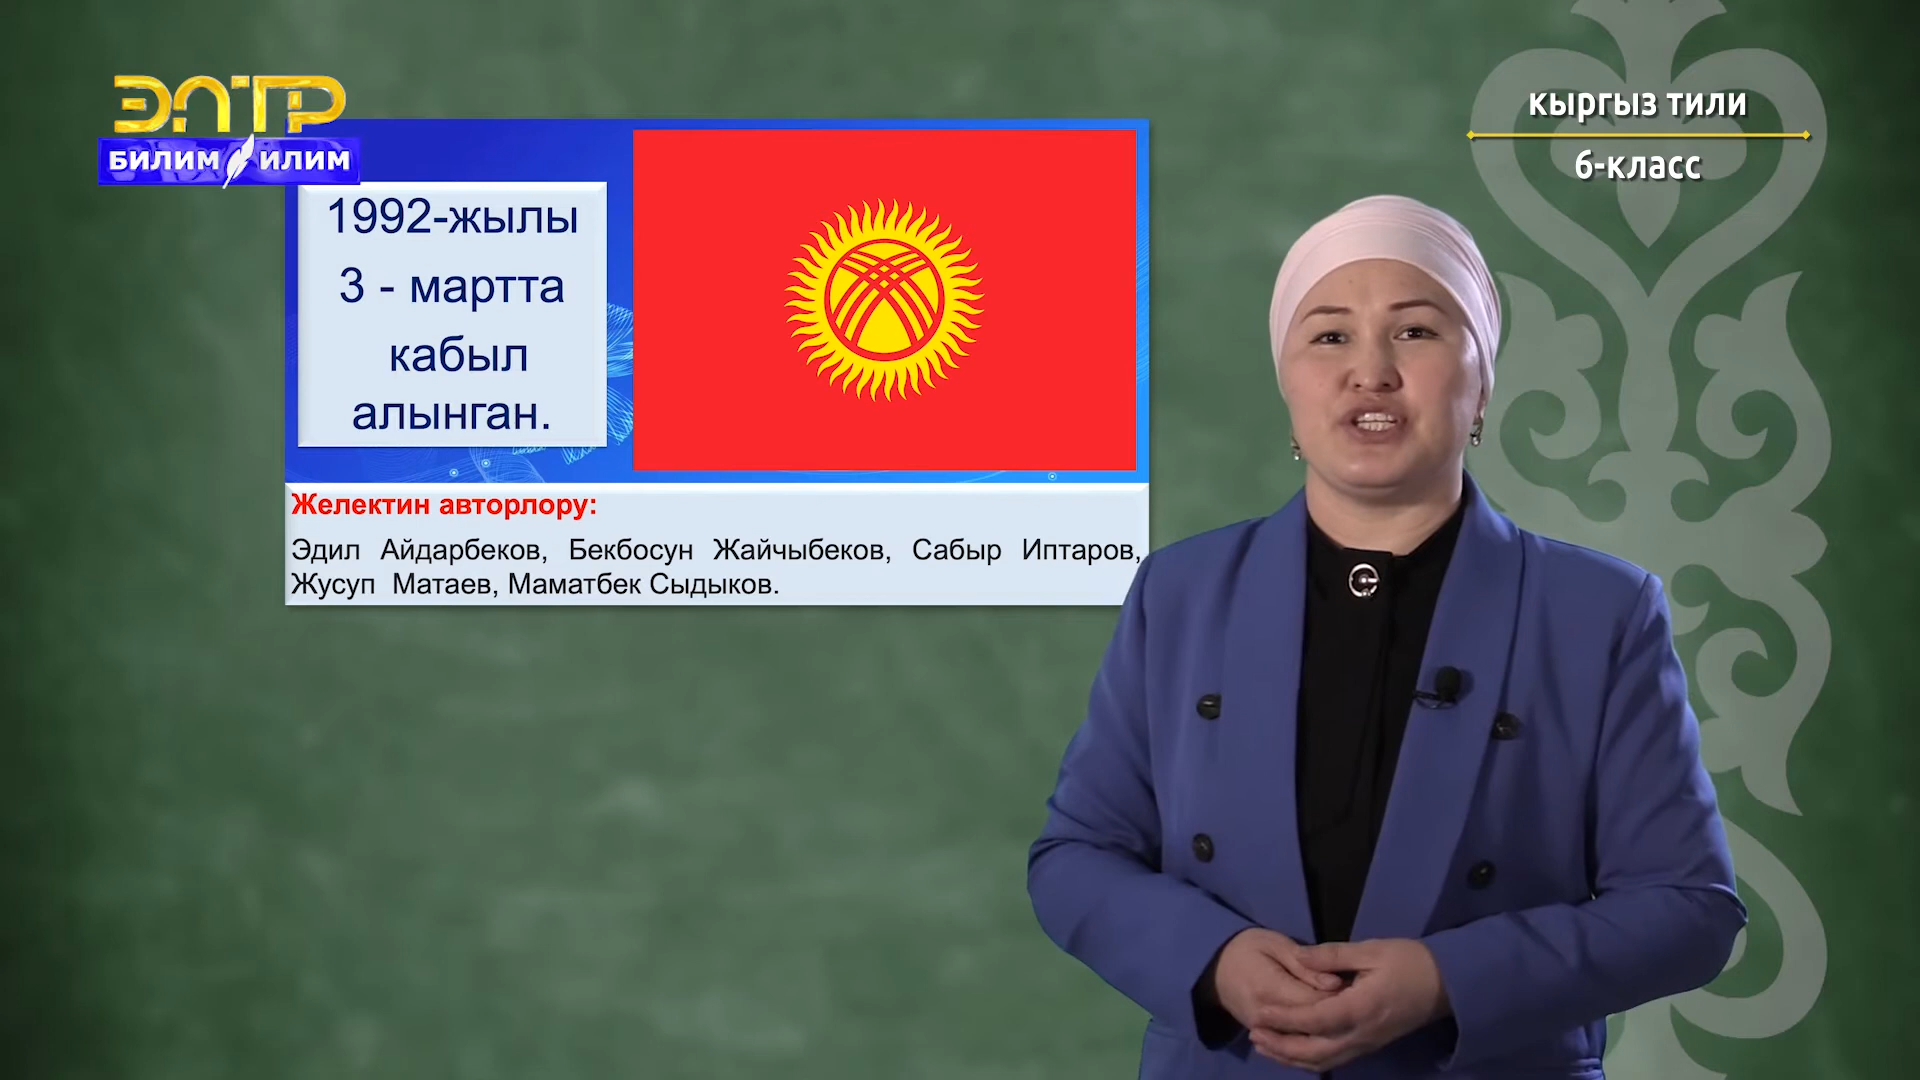 ЭЛТР
БИЛИМ ИЛИМ
кыргыз тили
6-класс
1992-жылы
3 - мартта
кабыл
алынган.
Желектин авторлору:
Эдил Айдарбеков, Бекбосун Жайчыбеков, Сабыр Иптаров,
Жусуп Матаев, Маматбек Сыдыков.